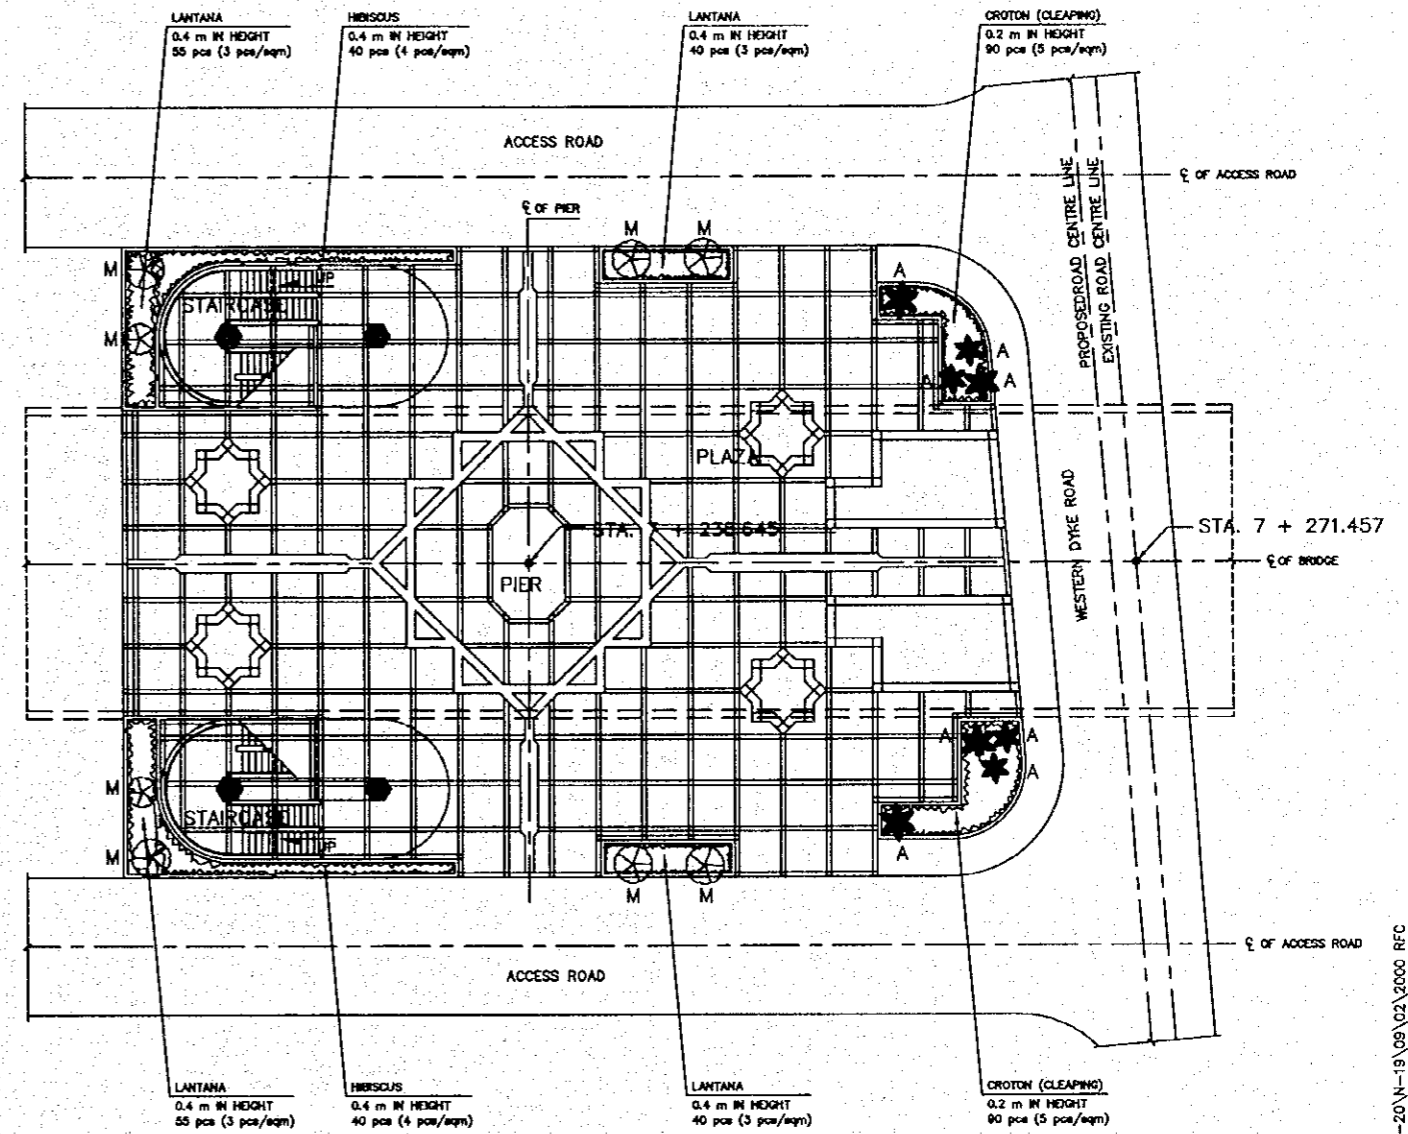 LANTANA
0.4 m IN HEIGHT
55 pcs (3 pcs/sqm)
HIBISCUS
0.4 m IN HEIGHT
40 pcs (4 pcs/sqm)
LANTANA
0.4 m IN HEIGHT
40 pcs (3 pcs/sqm)
CROTON (CLEAPING)
0.2 m IN HEIGHT
90 pcs (5 pcs/sqm)
ACCESS ROAD
℄ OF ACCESS ROAD
℄ OF PIER
PROPOSEDROAD CENTRE LINE
EXISTING ROAD CENTRE LINE
M
M
M
M
A
A
A
A
UP
STAIRCASE
PLAZA
STA. 7 + 238.645
PIER
WESTERN DYKE ROAD
STA. 7 + 271.457
℄ OF BRIDGE
A
A
A
A
M
M
STAIRCASE
UP
M
M
℄ OF ACCESS ROAD
ACCESS ROAD
LANTANA
0.4 m IN HEIGHT
55 pcs (3 pcs/sqm)
HIBISCUS
0.4 m IN HEIGHT
40 pcs (4 pcs/sqm)
LANTANA
0.4 m IN HEIGHT
40 pcs (3 pcs/sqm)
CROTON (CLEAPING)
0.2 m IN HEIGHT
90 pcs (5 pcs/sqm)
-20\N-19\09\02\2000 RFC